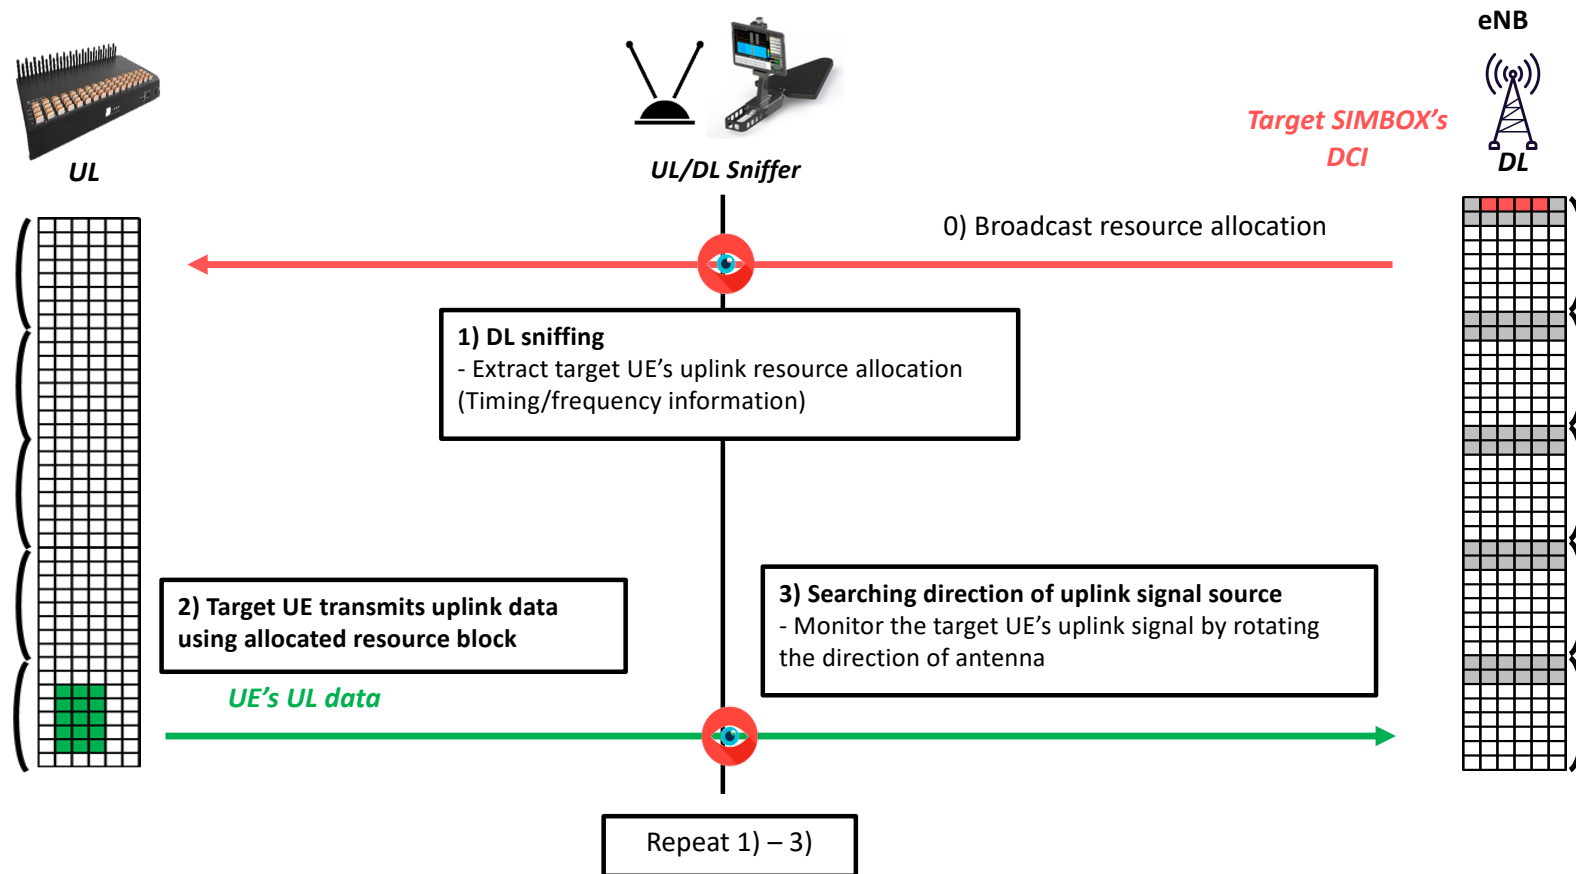 eNB
Target SIMBOX's
DCI
UL
UL/DL Sniffer
DL
0) Broadcast resource allocation
1) DL sniffing
- Extract target UE’s uplink resource allocation
(Timing/frequency information)
2) Target UE transmits uplink data
using allocated resource block
3) Searching direction of uplink signal source
- Monitor the target UE’s uplink signal by rotating
the direction of antenna
UE’s UL data
Repeat 1) – 3)